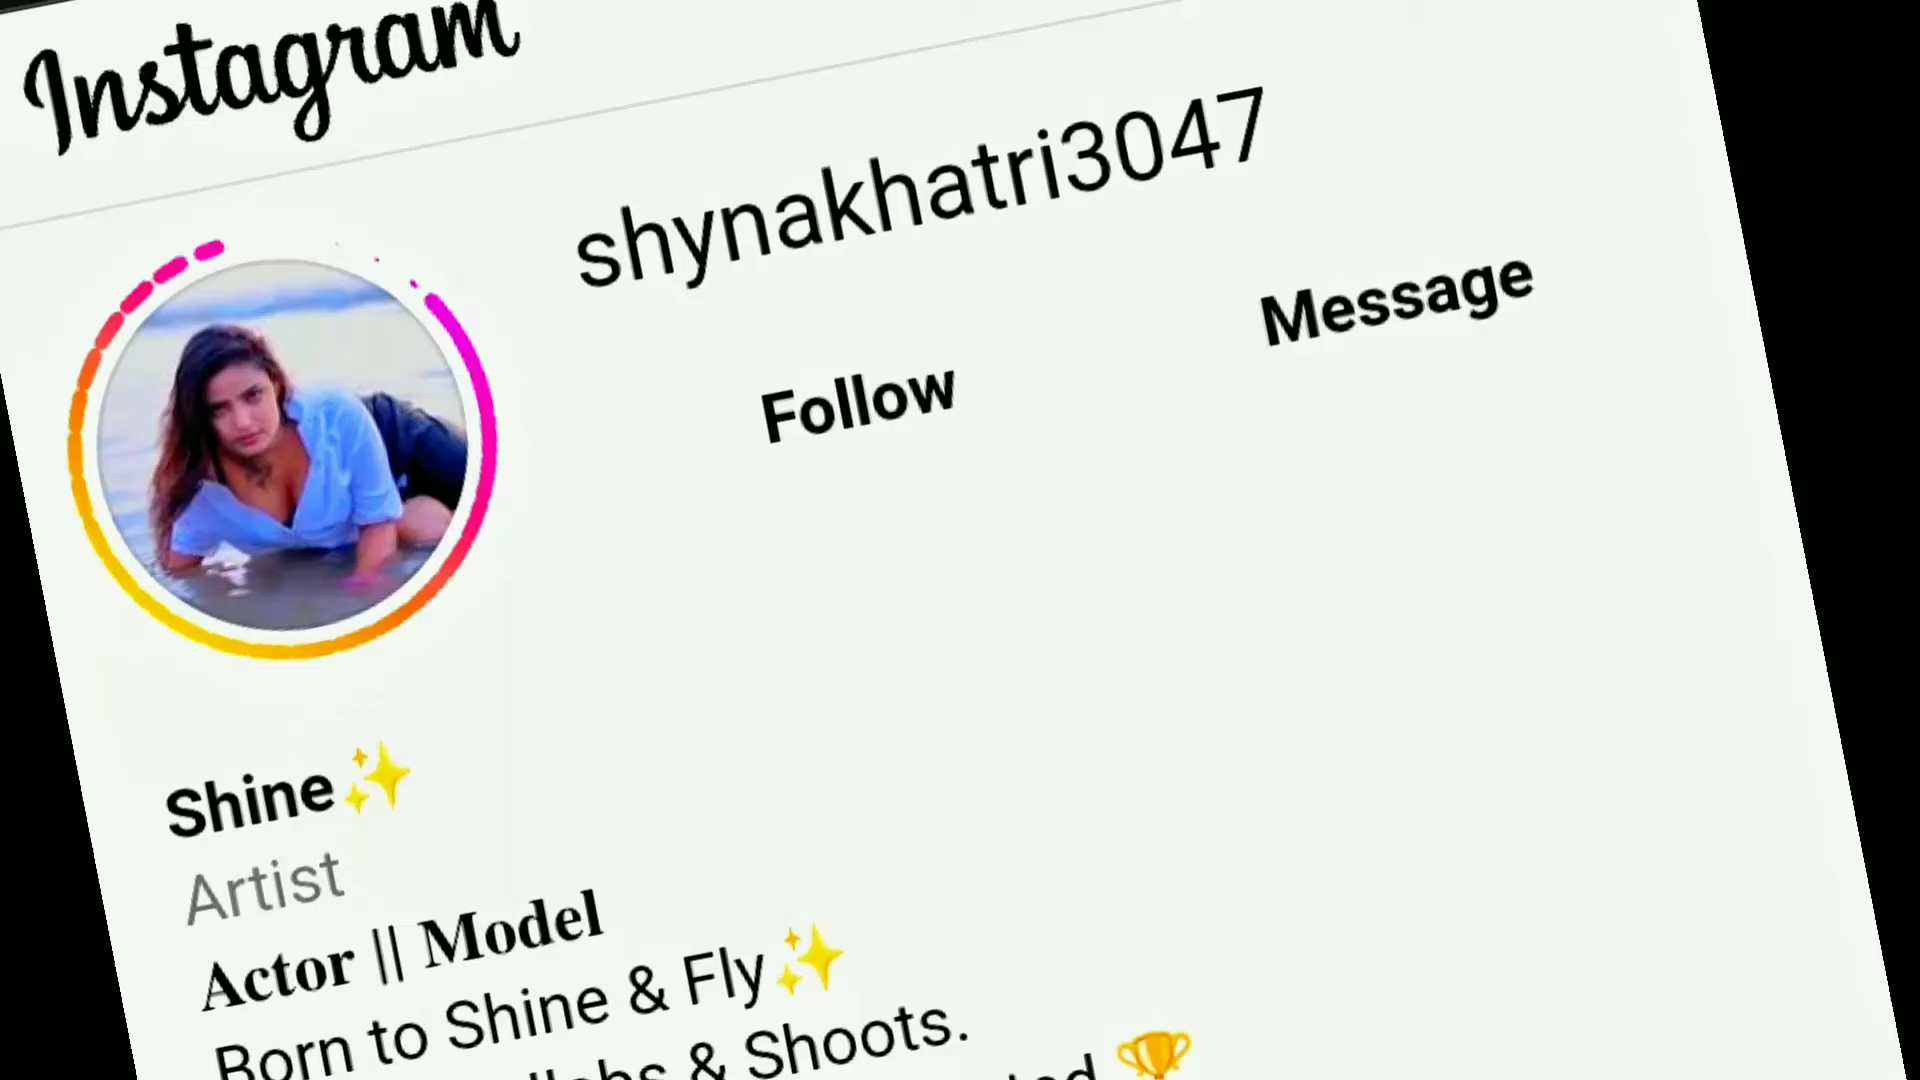 Instagram
shynakhatri3047
Follow
Message
Shine✨
Artist
Actor || Model
Born to Shine & Fly✨
& Shoots.
🏆